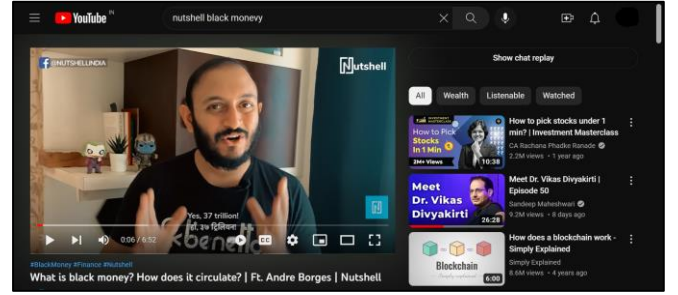 YouTube IN
nutshell black monevy
@NUTSHELLINDIA
Nutshell
Yes, 37 trillion!
हां, ३७ ट्रिलियन!
0:06 / 6:52
#BlackMoney #Finance #Nutshell
What is black money? How does it circulate? | Ft. Andre Borges | Nutshell
Show chat replay
All Wealth Listenable Watched
How to Pick
Stocks
In 1 Min
3M+ Views
10:38
How to pick stocks under 1
min? | Investment Masterclass
CA Rachana Phadke Ranade
2.2M views • 1 year ago
Meet
Dr. Vikas
Divyakirti
26:28
Meet Dr. Vikas Divyakirti |
Episode 50
Sandeep Maheshwari
9.2M views • 8 days ago
Blockchain
Simply explained
6:00
How does a blockchain work -
Simply Explained
Simply Explained
8.6M views • 4 years ago